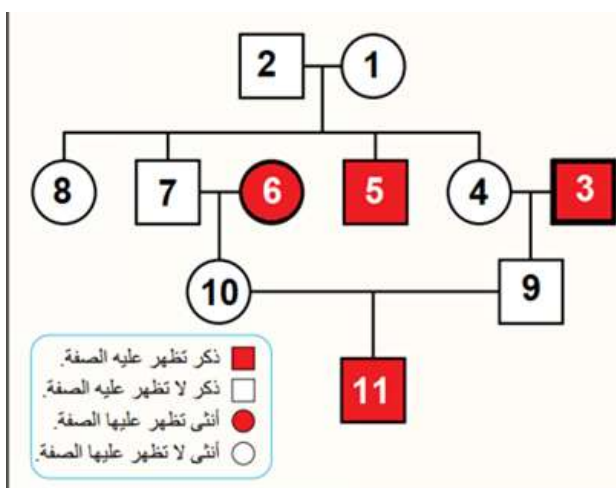 2 1
8 7 6 5 4 3
10 9
11
ذكر تظهر عليه الصفة.
ذكر لا تظهر عليه الصفة.
أنثى تظهر عليها الصفة.
أنثى لا تظهر عليها الصفة.